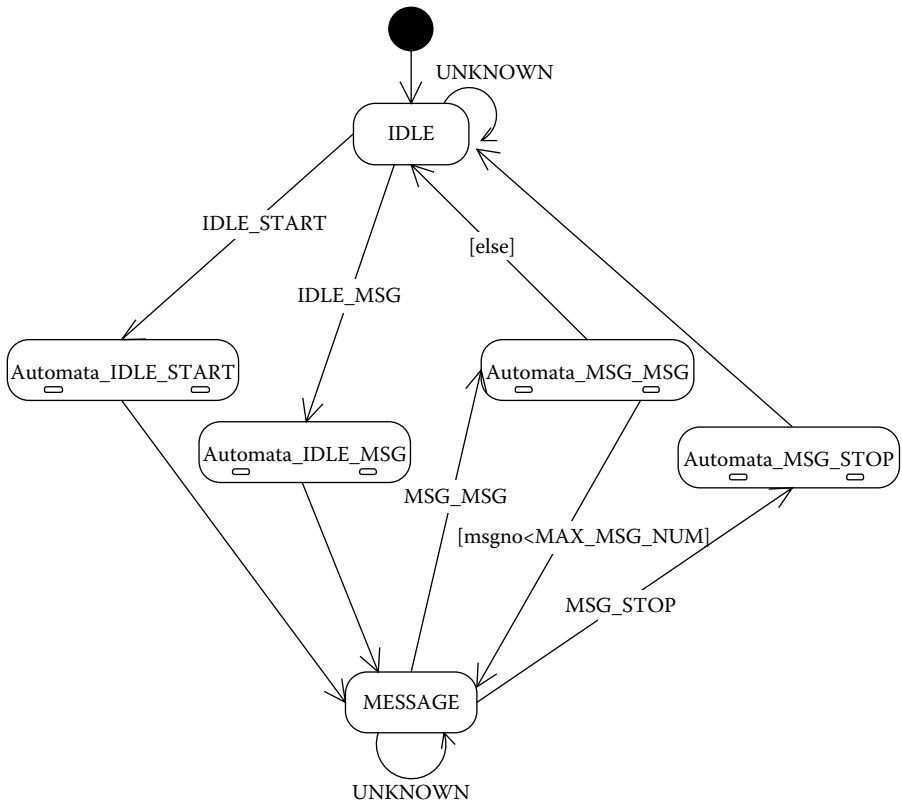 UNKNOWN
IDLE
IDLE_START
[else]
IDLE_MSG
Automata_IDLE_START
Automata_MSG_MSG
Automata_IDLE_MSG
Automata_MSG_STOP
MSG_MSG
[msgno<MAX_MSG_NUM]
MSG_STOP
MESSAGE
UNKNOWN